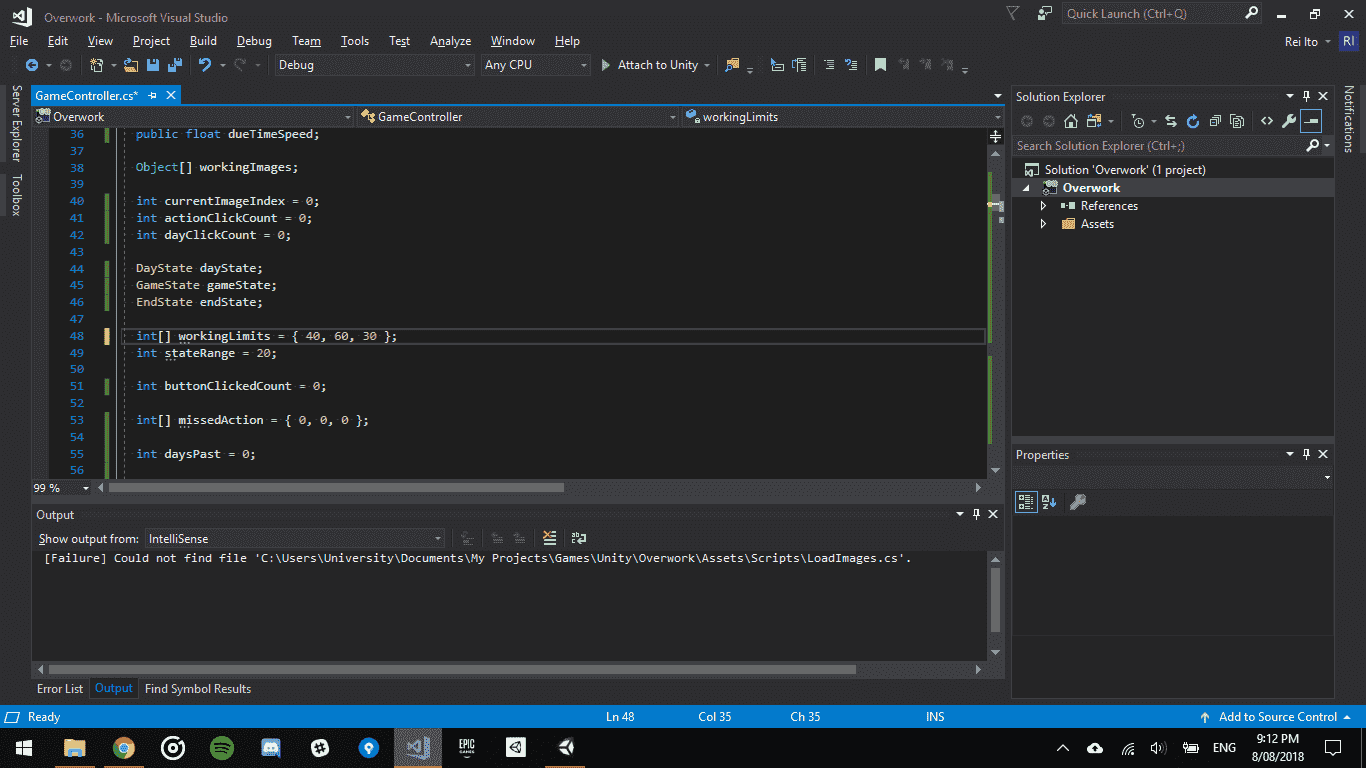 Overwork - Microsoft Visual Studio
Quick Launch (Ctrl+Q)
File Edit View Project Build Debug Team Tools Test Analyze Window Help
Rei Ito RI
Debug Any CPU Attach to Unity
Server Explorer
Toolbox
GameController.cs*
Overwork GameController workingLimits
36 public float dueTimeSpeed;
37
38 Object[] workingImages;
39
40 int currentImageIndex = 0;
41 int actionClickCount = 0;
42 int dayClickCount = 0;
43
44 DayState dayState;
45 GameState gameState;
46 EndState endState;
47
48 int[] workingLimits = { 40, 60, 30 };
49 int stateRange = 20;
50
51 int buttonClickedCount = 0;
52
53 int[] missedAction = { 0, 0, 0 };
54
55 int daysPast = 0;
56
99 %
Output
Show output from: IntelliSense
[Failure] Could not find file 'C:\Users\University\Documents\My Projects\Games\Unity\Overwork\Assets\Scripts\LoadImages.cs'.
Error List Output Find Symbol Results
Solution Explorer
Search Solution Explorer (Ctrl+;)
Solution 'Overwork' (1 project)
Overwork
References
Assets
Properties
Notifications
Ready Ln 48 Col 35 Ch 35 INS Add to Source Control
EPIC
GAMES
ENG
9:12 PM
8/08/2018